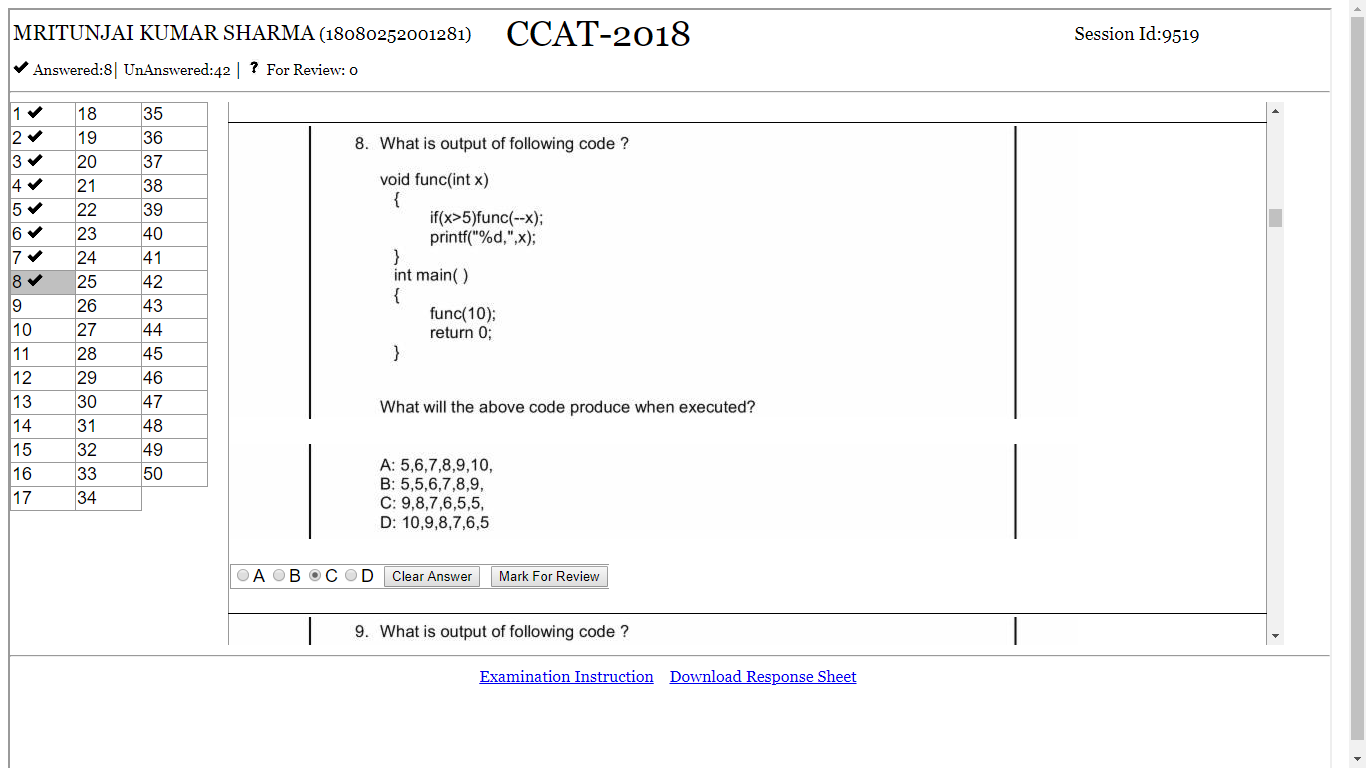 MRITUNJAI KUMAR SHARMA (18080252001281) CCAT-2018 Session Id:9519
✔ Answered:8| UnAnswered:42 | ? For Review: 0
1 ✔ 18 35
2 ✔ 19 36
3 ✔ 20 37
4 ✔ 21 38
5 ✔ 22 39
6 ✔ 23 40
7 ✔ 24 41
8 ✔ 25 42
9 26 43
10 27 44
11 28 45
12 29 46
13 30 47
14 31 48
15 32 49
16 33 50
17 34
8. What is output of following code ?
void func(int x)
{
if(x>5)func(--x);
printf("%d,",x);
}
int main( )
{
func(10);
return 0;
}
What will the above code produce when executed?
A: 5,6,7,8,9,10,
B: 5,5,6,7,8,9,
C: 9,8,7,6,5,5,
D: 10,9,8,7,6,5
A B C D Clear Answer Mark For Review
9. What is output of following code ?
Examination Instruction Download Response Sheet